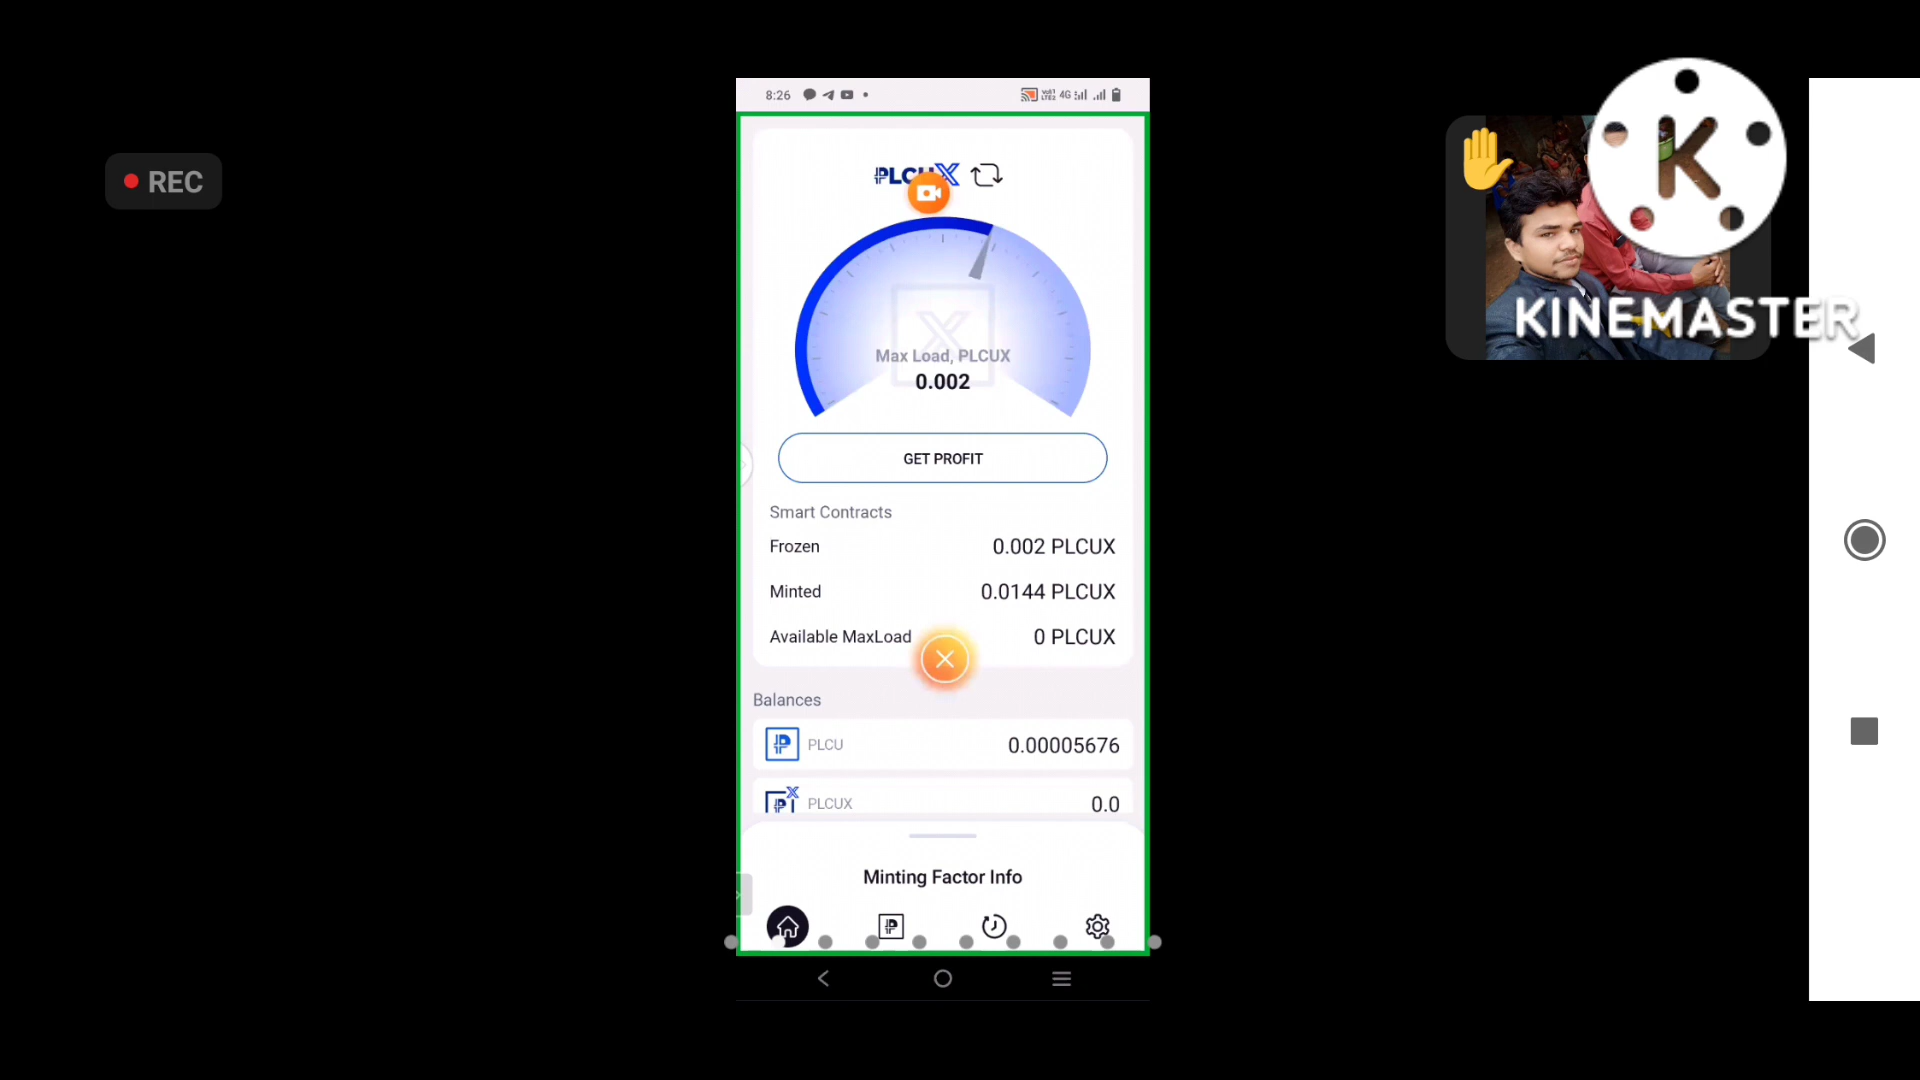 8:26
4G
REC
PLCUX
Max Load, PLCUX
0.002
GET PROFIT
Smart Contracts
Frozen 0.002 PLCUX
Minted 0.0144 PLCUX
Available MaxLoad 0 PLCUX
Balances
PLCU 0.00005676
PLCUX 0.0
Minting Factor Info
K
KINEMASTER